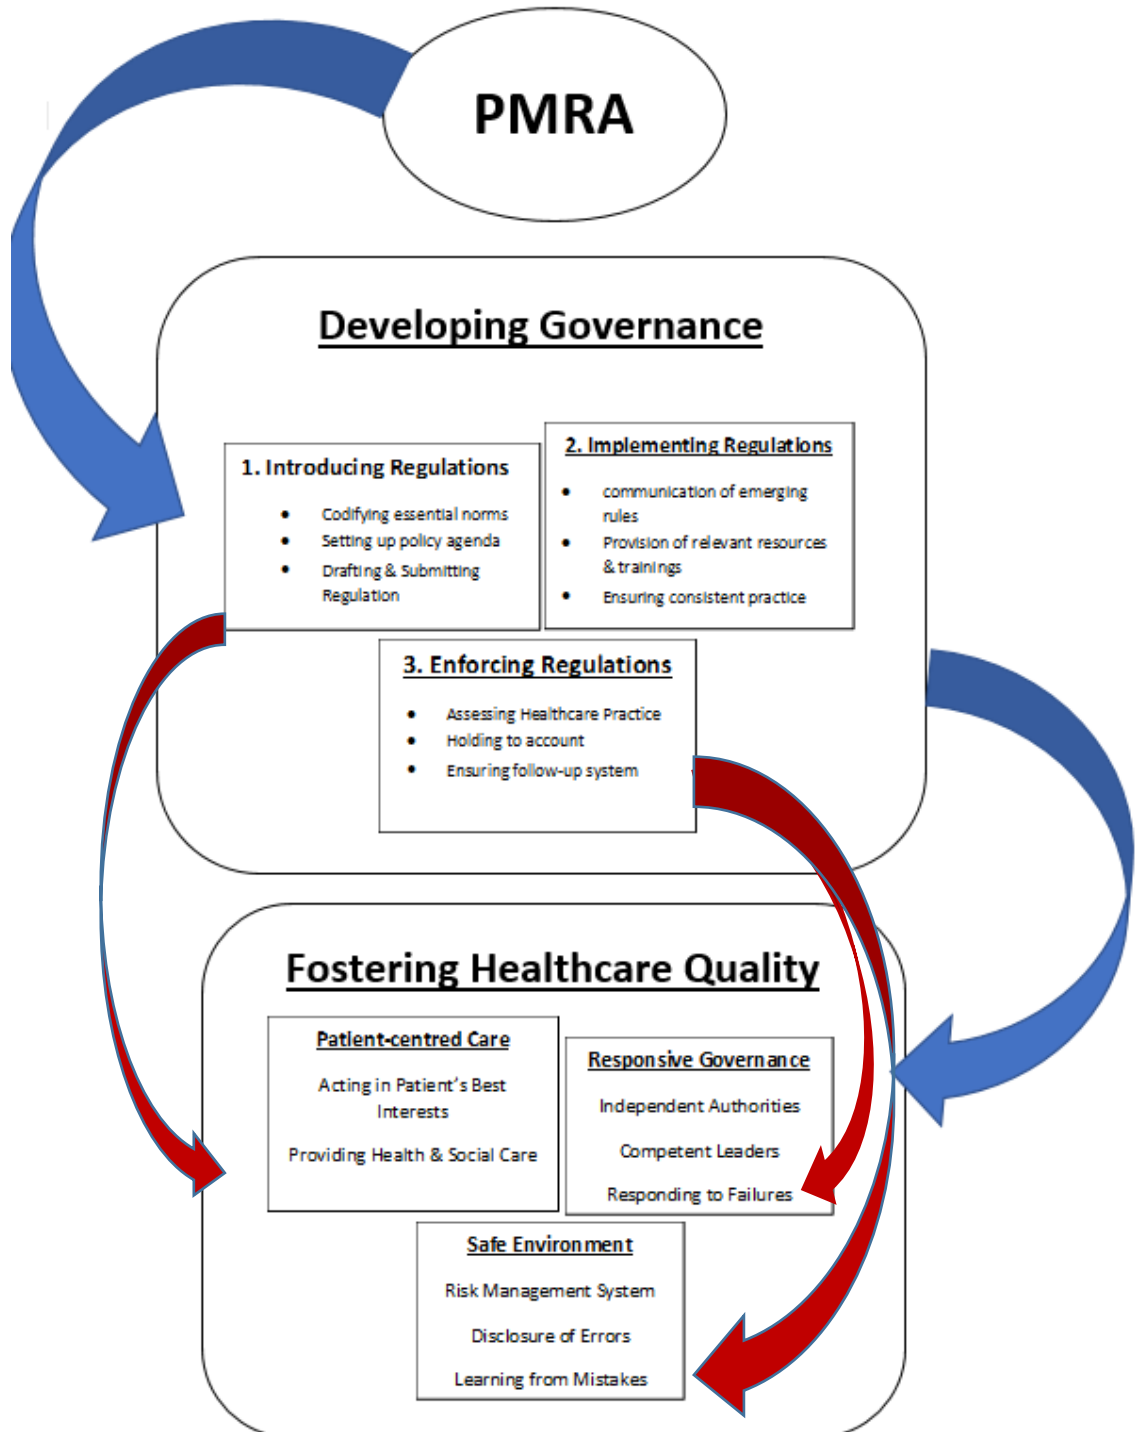 PMRA
Developing Governance
1. Introducing Regulations
• Codifying essential norms
• Setting up policy agenda
• Drafting & Submitting
Regulation
2. Implementing Regulations
• communication of emerging
rules
• Provision of relevant resources
& trainings
• Ensuring consistent practice
3. Enforcing Regulations
• Assessing Healthcare Practice
• Holding to account
• Ensuring follow-up system
Fostering Healthcare Quality
Patient-centred Care
Acting in Patient's Best
Interests
Providing Health & Social Care
Responsive Governance
Independent Authorities
Competent Leaders
Responding to Failures
Safe Environment
Risk Management System
Disclosure of Errors
Learning from Mistakes